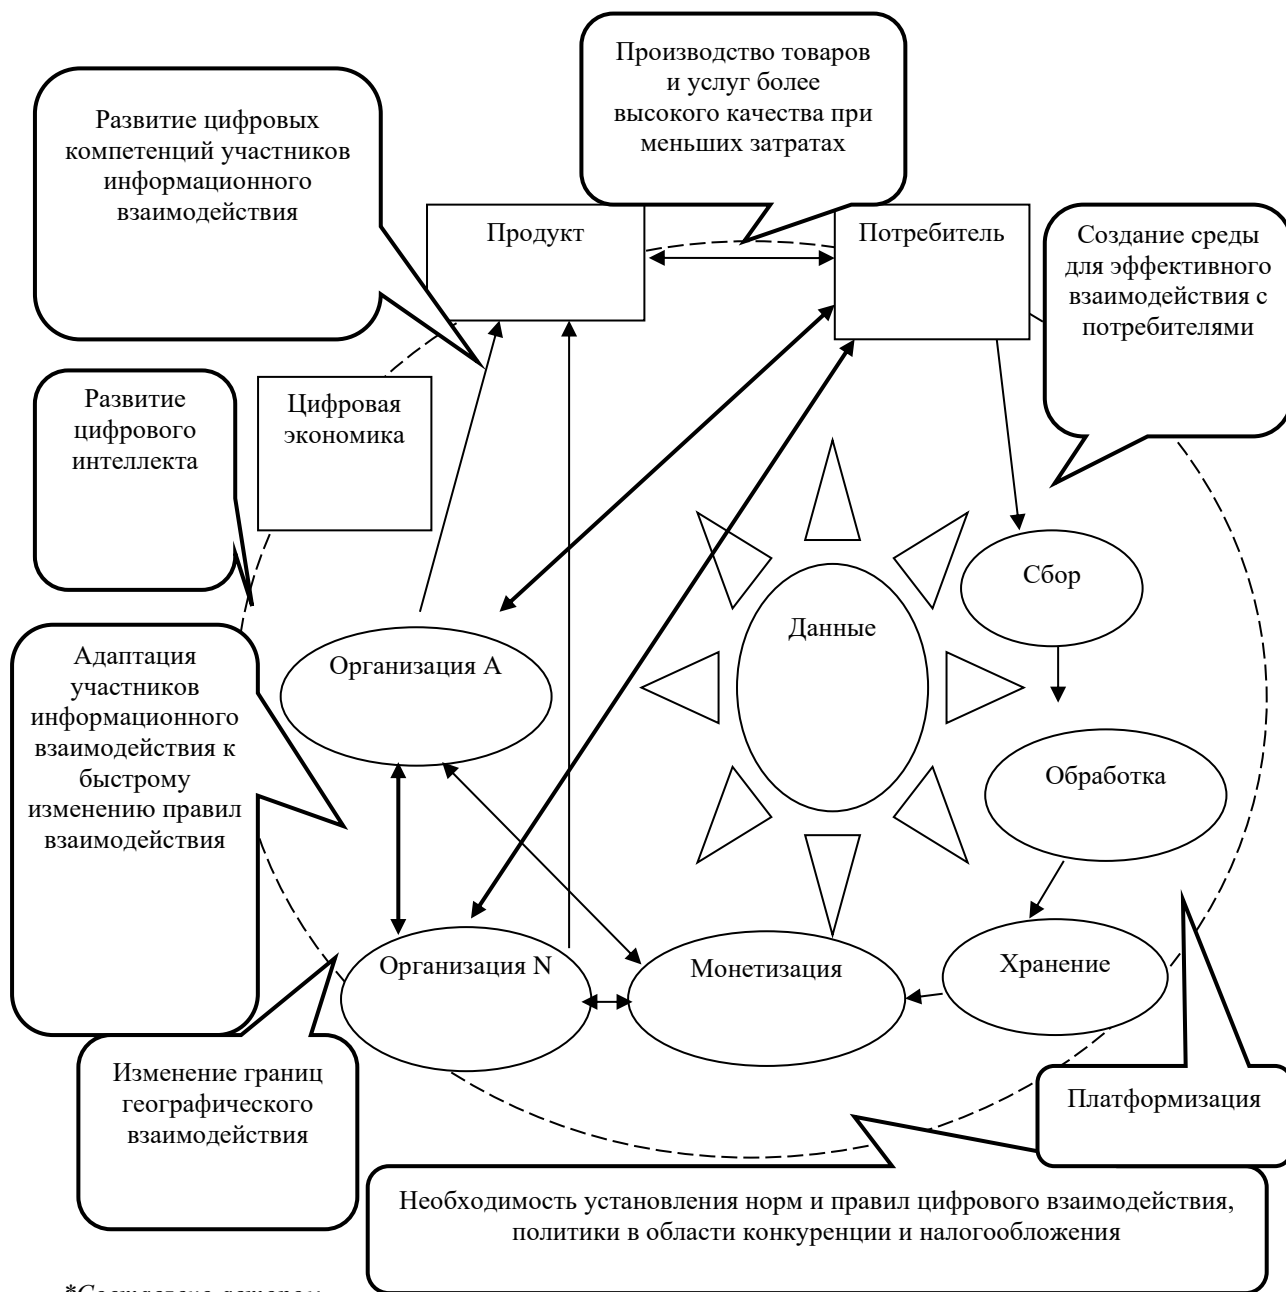 Производство товаров
и услуг более
высокого качества при
меньших затратах
Развитие цифровых
компетенций участников
информационного
взаимодействия
Продукт
Потребитель
Создание среды
для эффективного
взаимодействия с
потребителями
Развитие
цифрового
интеллекта
Цифровая
экономика
Сбор
Данные
Организация А
Адаптация
участников
информационного
взаимодействия к
быстрому
изменению правил
взаимодействия
Обработка
Организация N
Монетизация
Хранение
Изменение границ
географического
взаимодействия
Платформизация
Необходимость установления норм и правил цифрового взаимодействия,
политики в области конкуренции и налогообложения